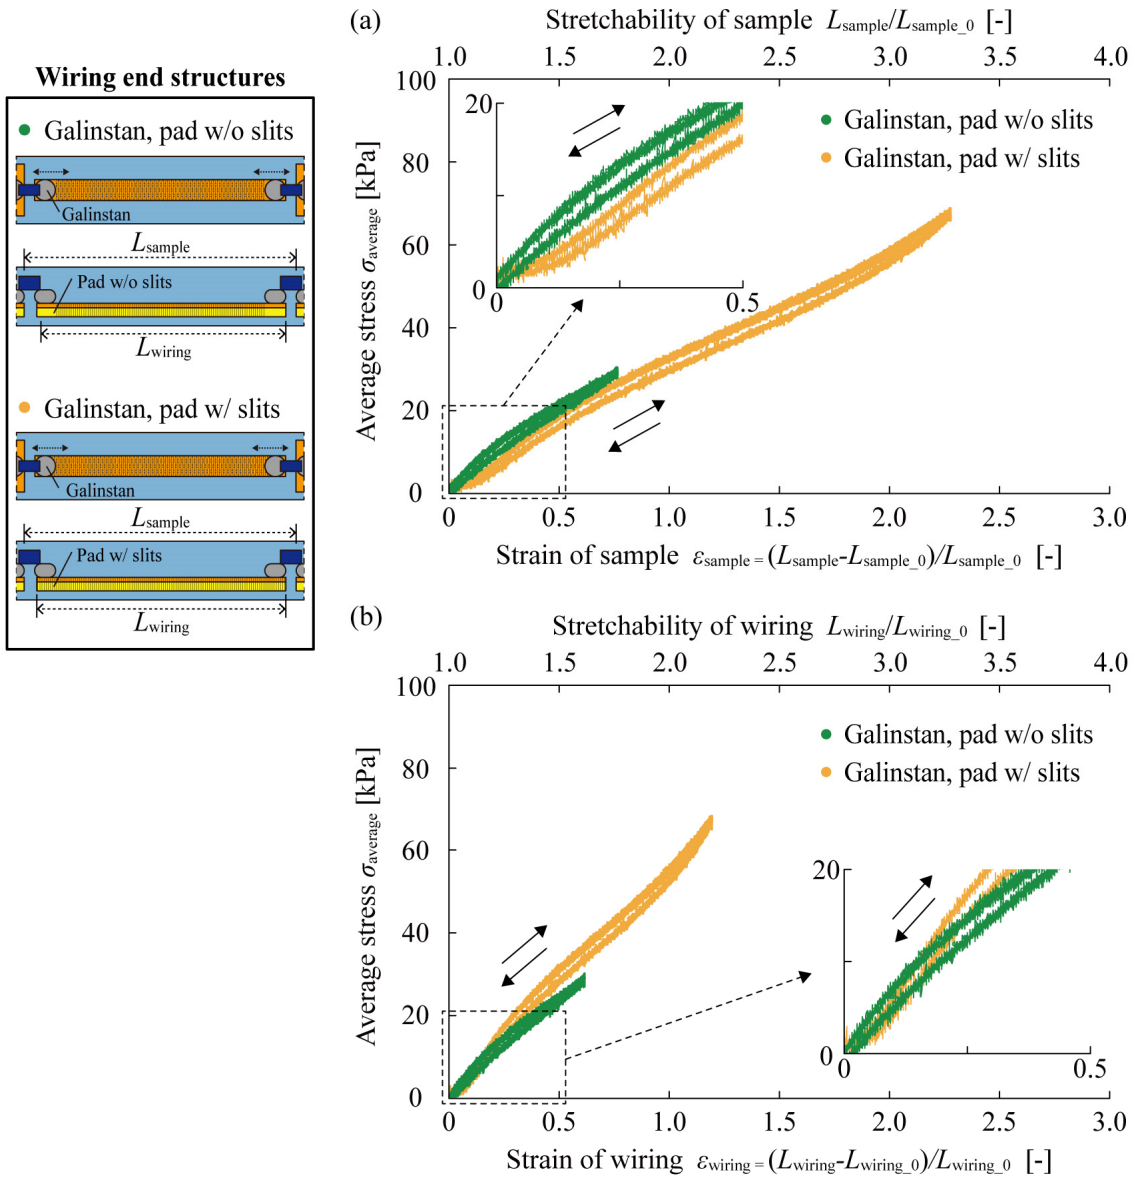 Wiring end structures
Galinstan, pad w/o slits
Galinstan
Lsample
Pad w/o slits
Lwiring
Galinstan, pad w/ slits
Galinstan
Lsample
Pad w/ slits
Lwiring
(a)
Stretchability of sample Lsample/Lsample_0 [-]
1.0 1.5 2.0 2.5 3.0 3.5 4.0
100
80
60
40
20
0
Average stress σaverage [kPa]
20
0
0 0.5
Galinstan, pad w/o slits
Galinstan, pad w/ slits
0 0.5 1.0 1.5 2.0 2.5 3.0
Strain of sample εsample = (Lsample-Lsample_0)/Lsample_0 [-]
(b)
Stretchability of wiring Lwiring/Lwiring_0 [-]
1.0 1.5 2.0 2.5 3.0 3.5 4.0
100
80
60
40
20
0
Average stress σaverage [kPa]
Galinstan, pad w/o slits
Galinstan, pad w/ slits
20
0
0 0.5
0 0.5 1.0 1.5 2.0 2.5 3.0
Strain of wiring εwiring = (Lwiring-Lwiring_0)/Lwiring_0 [-]